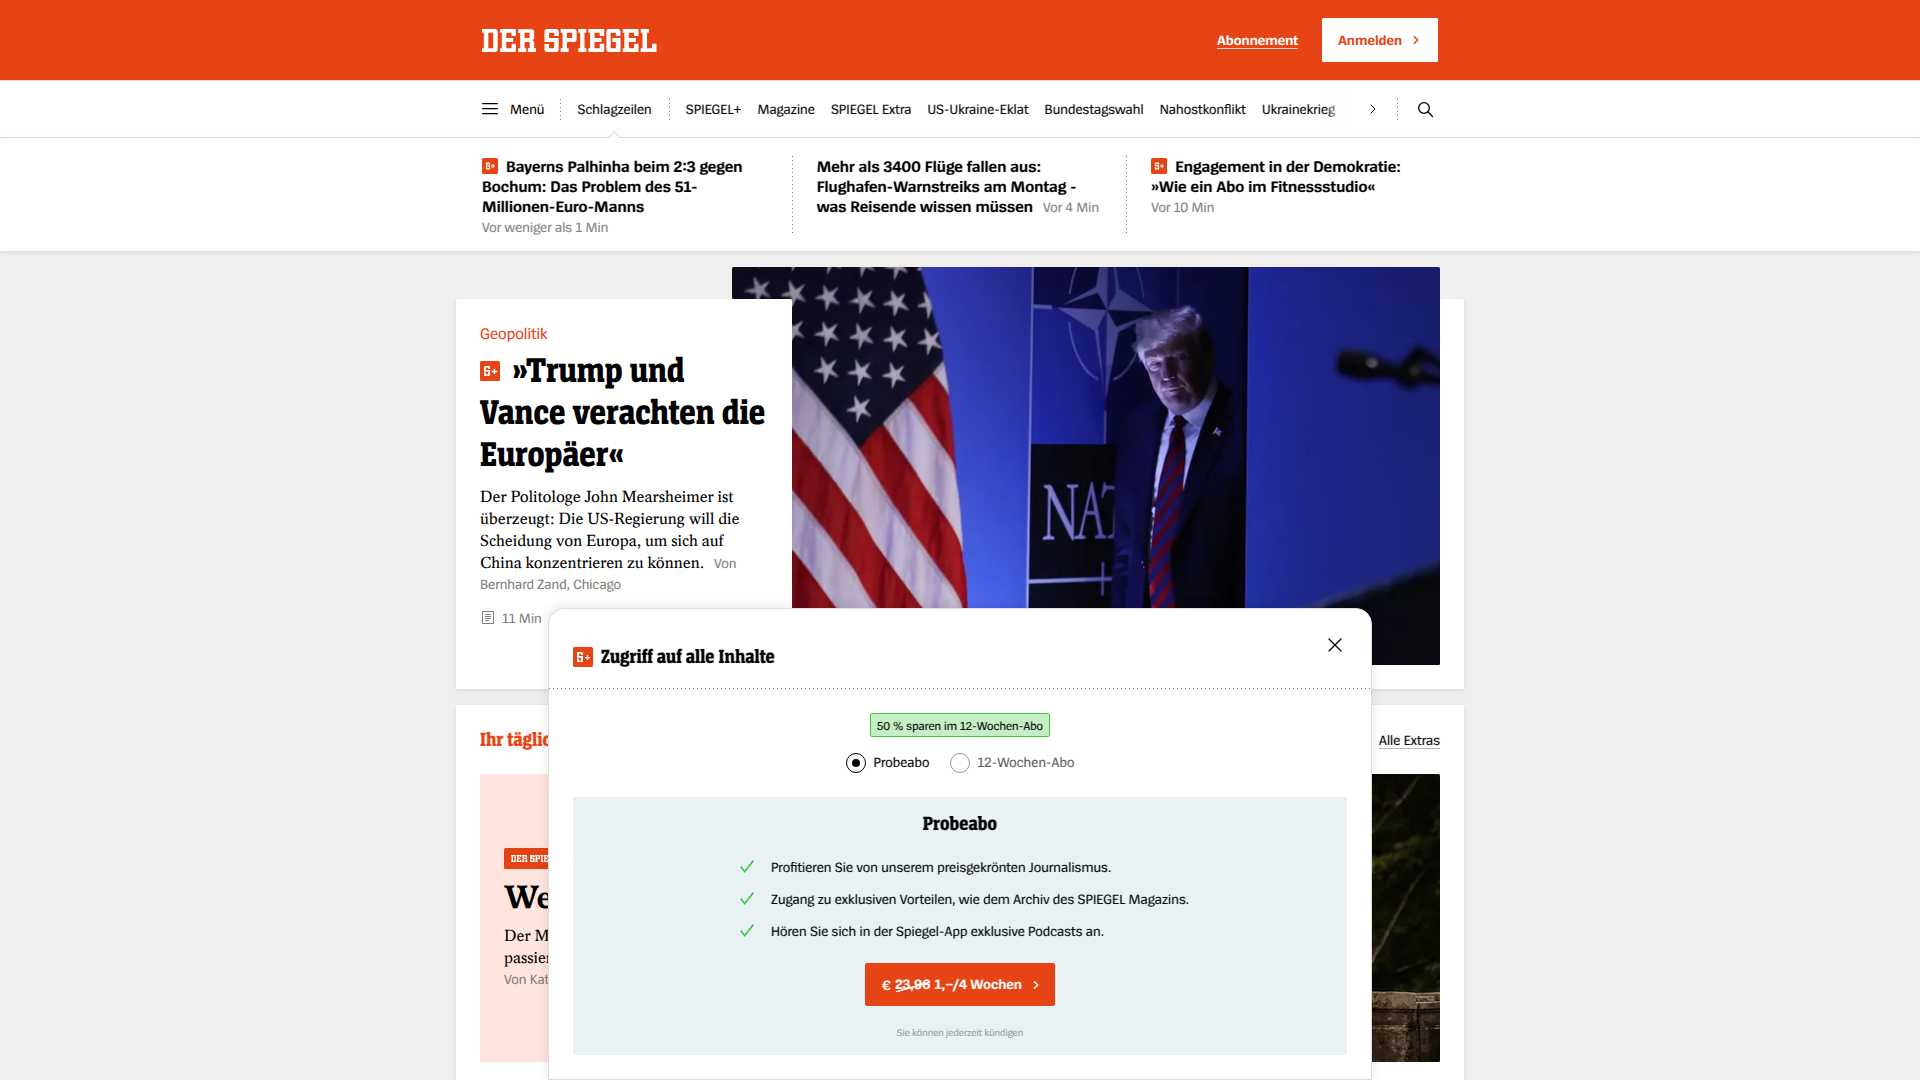 DER SPIEGEL
Abonnement
Anmelden
Menü
Schlagzeilen
SPIEGEL+
Magazine
SPIEGEL Extra
US-Ukraine-Eklat
Bundestagswahl
Nahostkonflikt
Ukrainekrieg
Bayerns Palhinha beim 2:3 gegen
Bochum: Das Problem des 51-
Millionen-Euro-Manns
Vor weniger als 1 Min
Mehr als 3400 Flüge fallen aus:
Flughafen-Warnstreiks am Montag -
was Reisende wissen müssen Vor 4 Min
Engagement in der Demokratie:
»Wie ein Abo im Fitnessstudio«
Vor 10 Min
Geopolitik
»Trump und
Vance verachten die
Europäer«
Der Politologe John Mearsheimer ist
überzeugt: Die US-Regierung will die
Scheidung von Europa, um sich auf
China konzentrieren zu können. Von
Bernhard Zand, Chicago
11 Min
NAT
Zugriff auf alle Inhalte
50 % sparen im 12-Wochen-Abo
Probeabo
12-Wochen-Abo
Probeabo
Profitieren Sie von unserem preisgekrönten Journalismus.
Zugang zu exklusiven Vorteilen, wie dem Archiv des SPIEGEL Magazins.
Hören Sie sich in der Spiegel-App exklusive Podcasts an.
€ 23,96 1,–/4 Wochen
Sie können jederzeit kündigen
Ihr täglic
Alle Extras
DER SPIE
We
Der M
passier
Von Kat